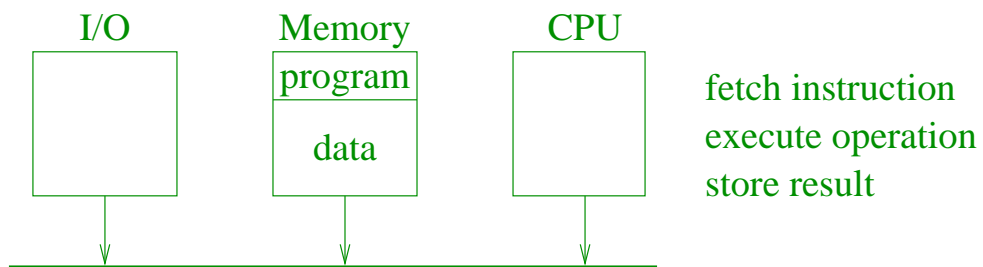 I/O Memory CPU
program
data
fetch instruction
execute operation
store result